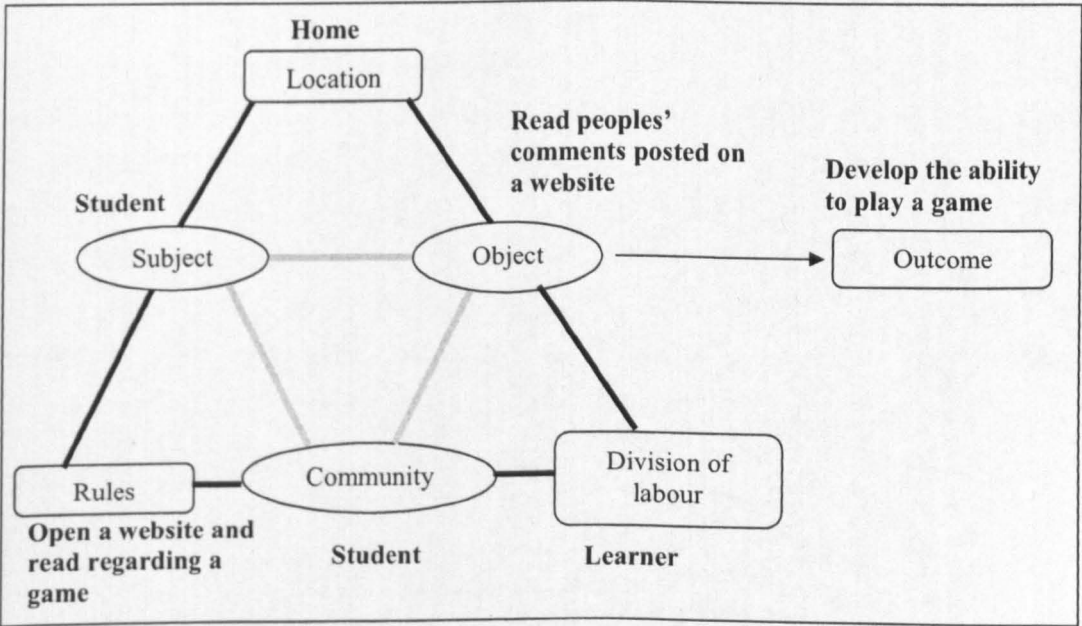 Home
Location
Read peoples'
comments posted on
a website
Develop the ability
to play a game
Student
Subject
Object
Outcome
Rules
Community
Division of
labour
Open a website and
read regarding a
game
Student
Learner